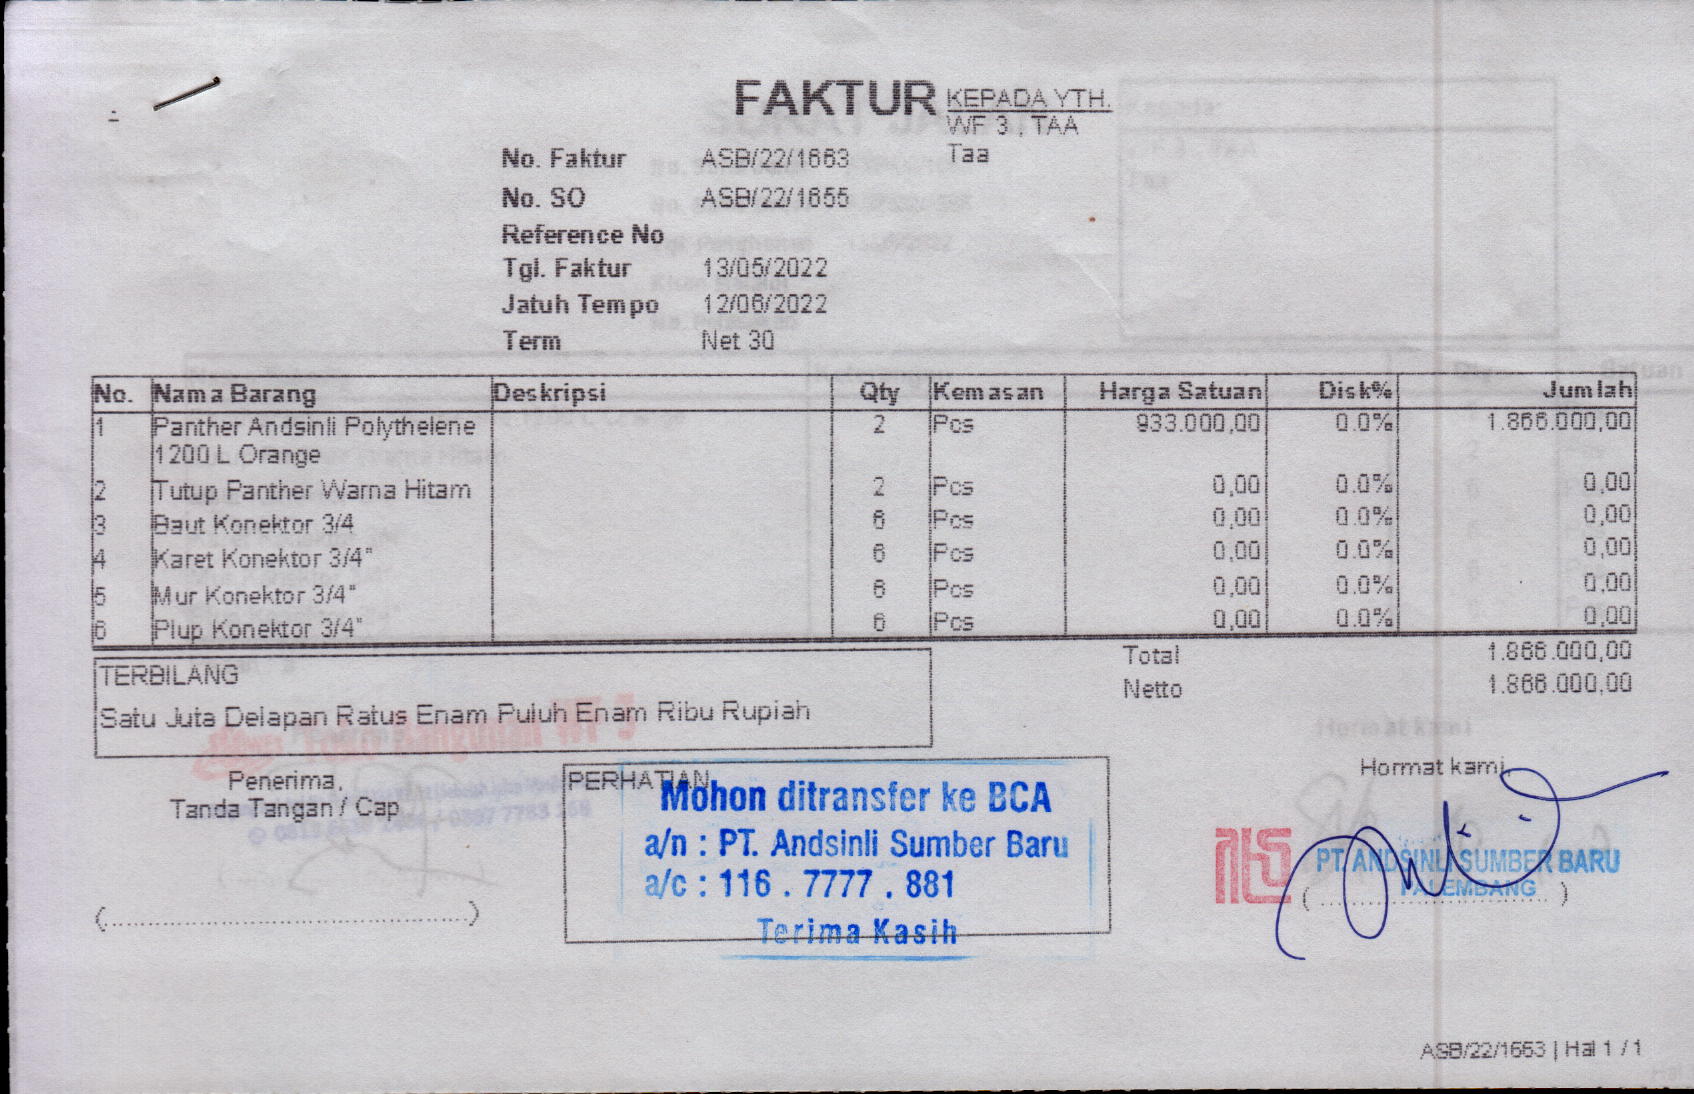 FAKTUR
KEPADA YTH.
WF 3 , TAA
Taa
No. Faktur ASB/22/1663
No. SO ASB/22/1655
Reference No
Tgl. Faktur 13/05/2022
Jatuh Tempo 12/06/2022
Term Net 30
No. Nama Barang Deskripsi Qty Kemasan Harga Satuan Disk% Jumlah
1 Panther Andsinli Polythelene 2 Pcs 933.000,00 0.0% 1.866.000,00
1200 L Orange
2 Tutup Panther Warna Hitam 2 Pcs 0,00 0.0% 0,00
3 Baut Konektor 3/4 6 Pcs 0,00 0.0% 0,00
4 Karet Konektor 3/4" 6 Pcs 0,00 0.0% 0,00
5 Mur Konektor 3/4" 6 Pcs 0,00 0.0% 0,00
6 Plup Konektor 3/4" 6 Pcs 0,00 0.0% 0,00
Total 1.866.000,00
Netto 1.866.000,00
TERBILANG
Satu Juta Delapan Ratus Enam Puluh Enam Ribu Rupiah
Penerima,
Tanda Tangan / Cap
(....................................................)
PERHATIAN
Mohon ditransfer ke BCA
a/n : PT. Andsinli Sumber Baru
a/c : 116 . 7777 . 881
Terima Kasih
Hormat kami,
PT. ANDSINLI SUMBER BARU
PALEMBANG
(................................)
ASB/22/1663 | Hal 1 / 1